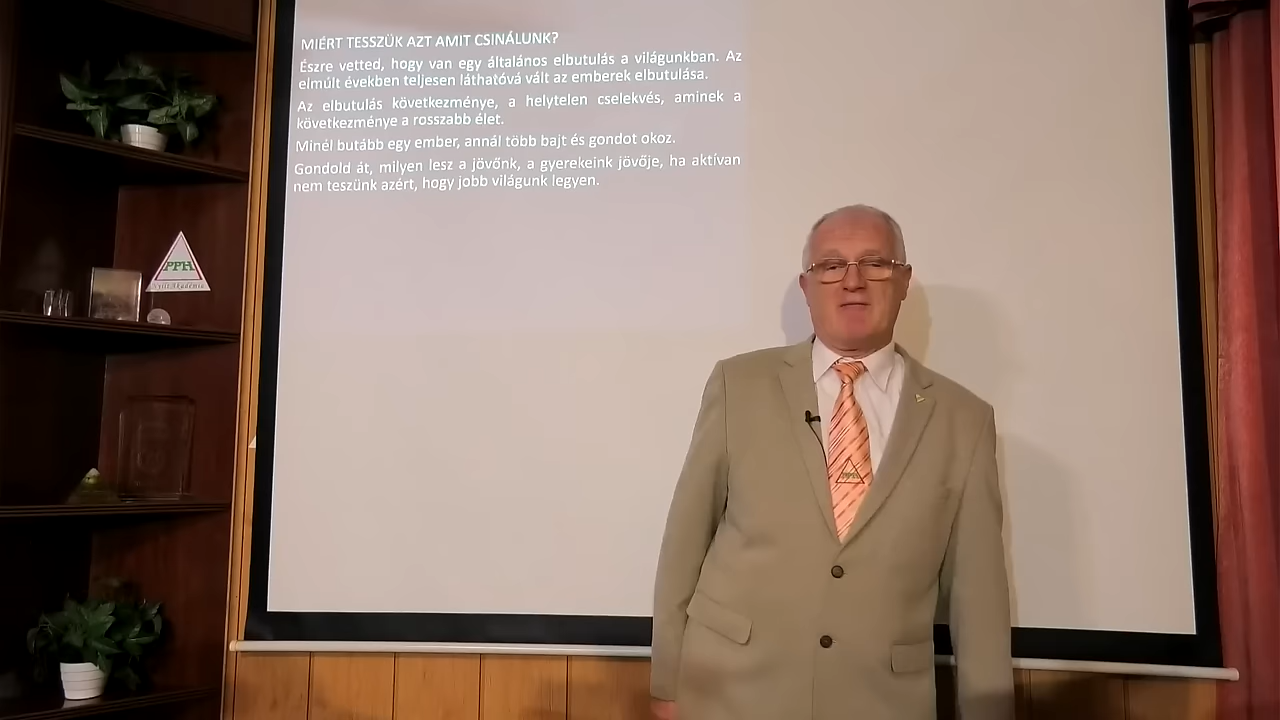 MIÉRT TESSZÜK AZT AMIT CSINÁLUNK?
Észre vetted, hogy van egy általános elbutulás a világunkban. Az
elmúlt években teljesen láthatóvá vált az emberek elbutulása.
Az elbutulás következménye, a helytelen cselekvés, aminek a
következménye a rosszabb élet.
Minél butább egy ember, annál több bajt és gondot okoz.
Gondold át, milyen lesz a jövőnk, a gyerekeink jövője, ha aktívan
nem teszünk azért, hogy jobb világunk legyen.
PPH
Nyílt Akadémia
PPH